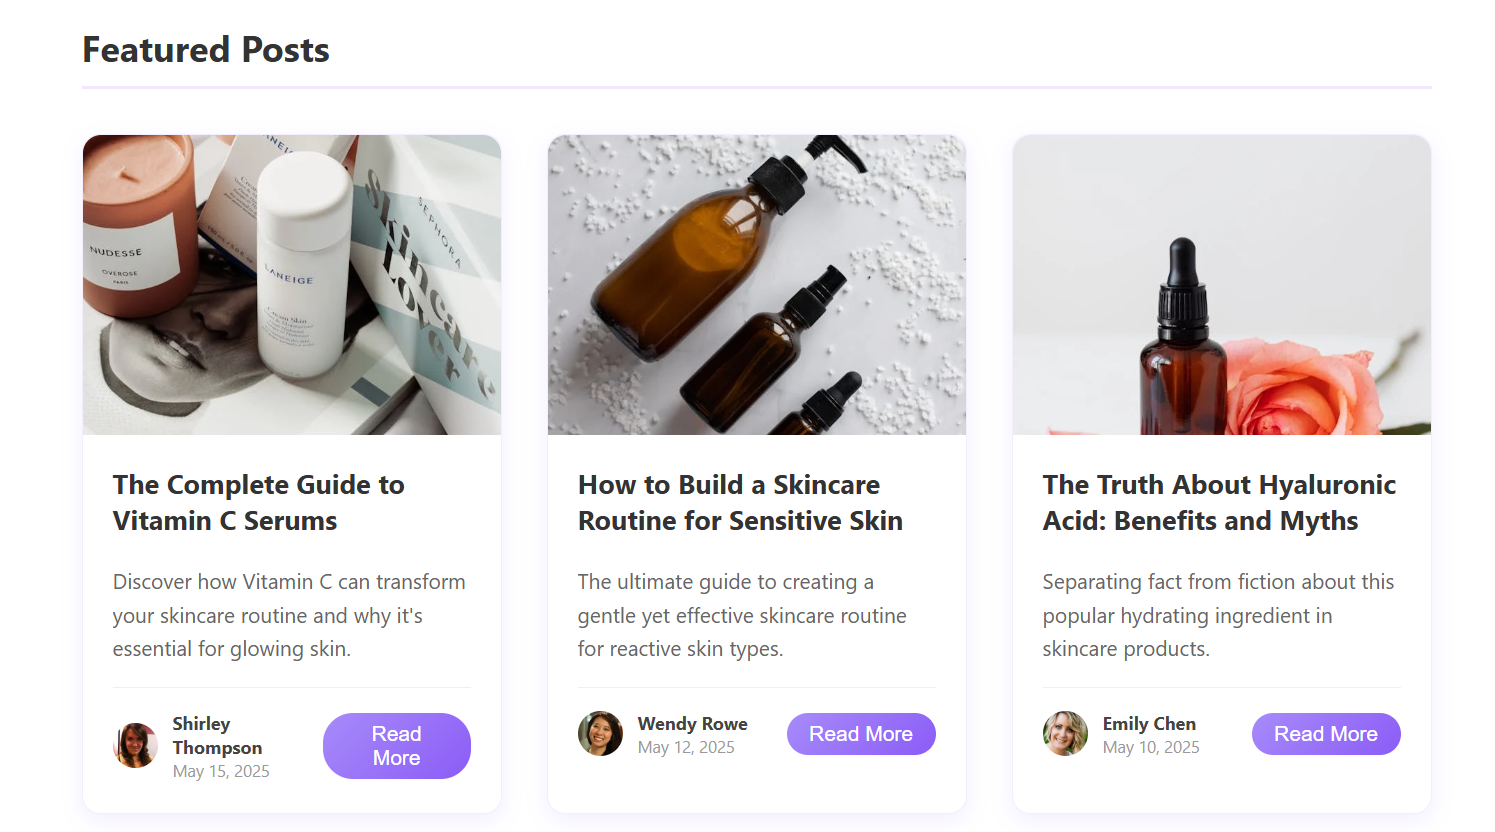 Featured Posts
NUDESSE
OVEROSE
PARIS
LANEIGE
Cream Skin
SEPHORA
Skincare
Lover
The Complete Guide to
Vitamin C Serums
Discover how Vitamin C can transform
your skincare routine and why it's
essential for glowing skin.
Shirley
Thompson
May 15, 2025
Read
More
How to Build a Skincare
Routine for Sensitive Skin
The ultimate guide to creating a
gentle yet effective skincare routine
for reactive skin types.
Wendy Rowe
May 12, 2025
Read More
The Truth About Hyaluronic
Acid: Benefits and Myths
Separating fact from fiction about this
popular hydrating ingredient in
skincare products.
Emily Chen
May 10, 2025
Read More